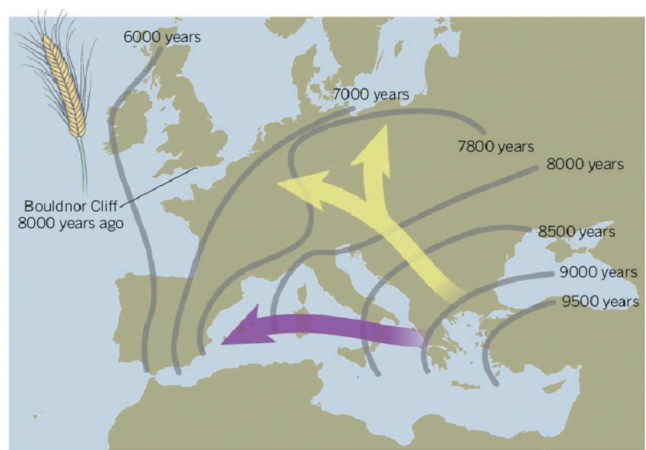 6000 years
7000 years
7800 years
8000 years
Bouldnor Cliff
8000 years ago
8500 years
9000 years
9500 years